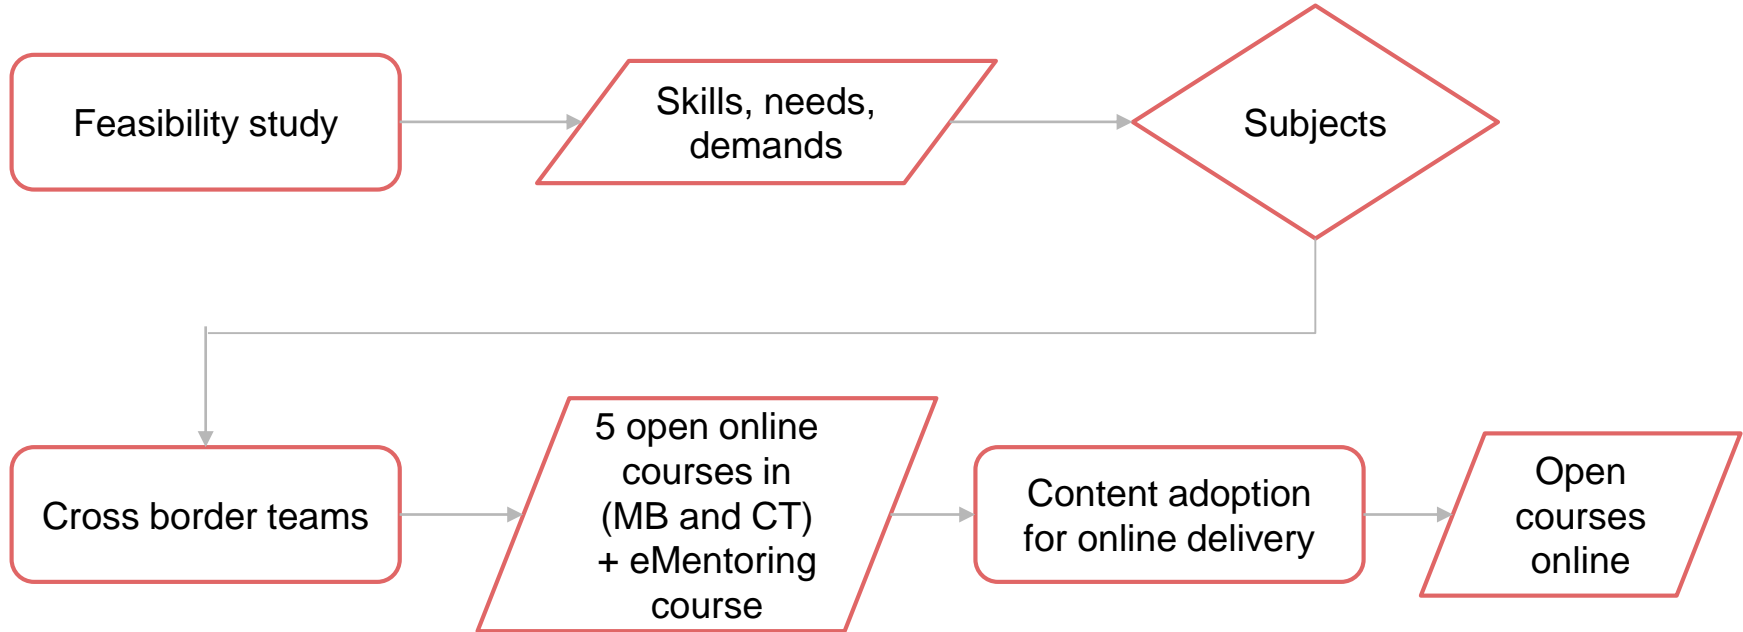 Feasibility study
Skills, needs,
demands
Subjects
Cross border teams
5 open online
courses in
(MB and CT)
+ eMentoring
course
Content adoption
for online delivery
Open
courses
online